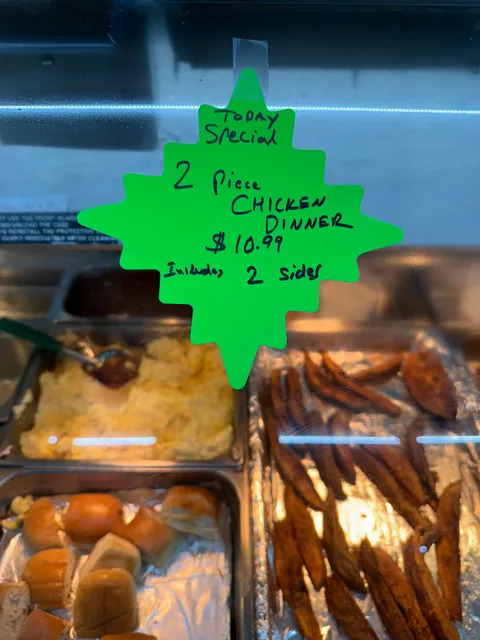 TODAY
Special
2 Piece
CHICKEN
DINNER
$10.99
Includes 2 sides